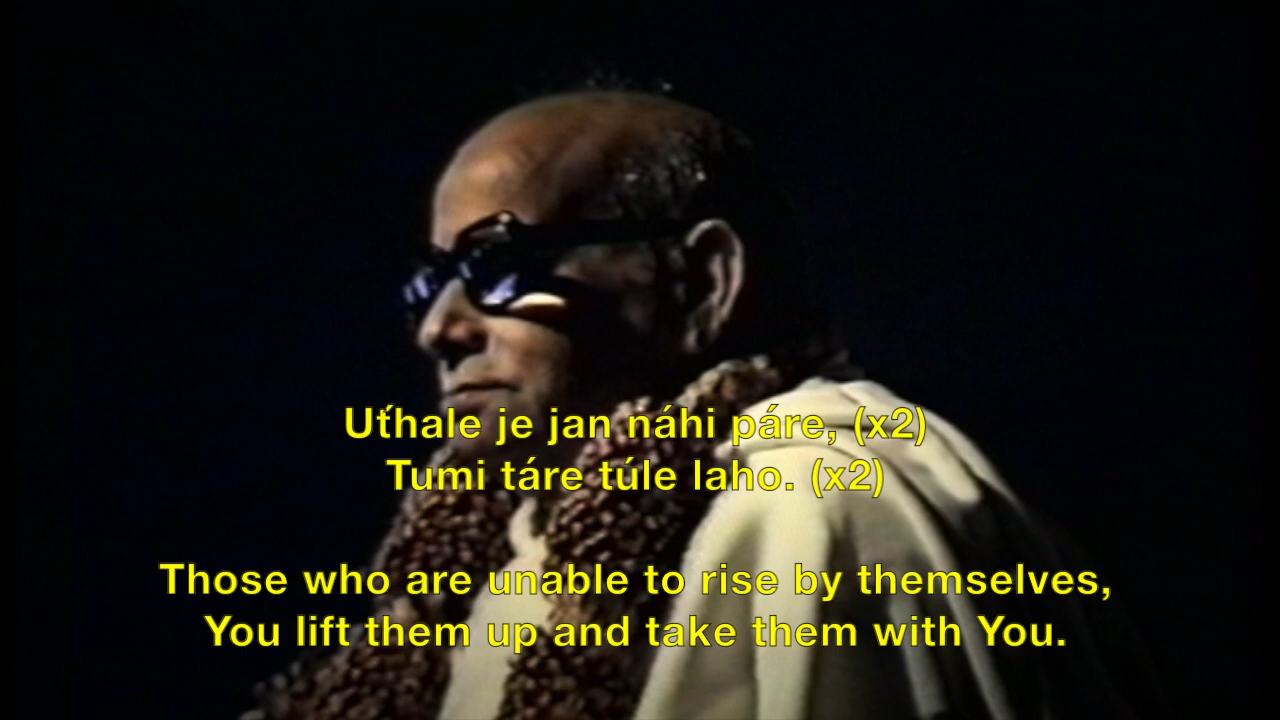 Uťhale je jan náhi páre, (x2)
Tumi táre túle laho. (x2)
Those who are unable to rise by themselves,
You lift them up and take them with You.